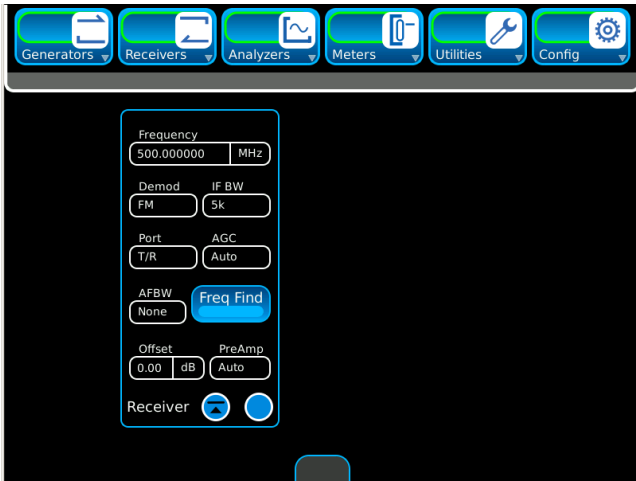 Generators Receivers Analyzers Meters Utilities Config
Frequency
500.000000 MHz
Demod IF BW
FM 5k
Port AGC
T/R Auto
AFBW
Freq Find
None
Offset PreAmp
0.00 dB Auto
Receiver